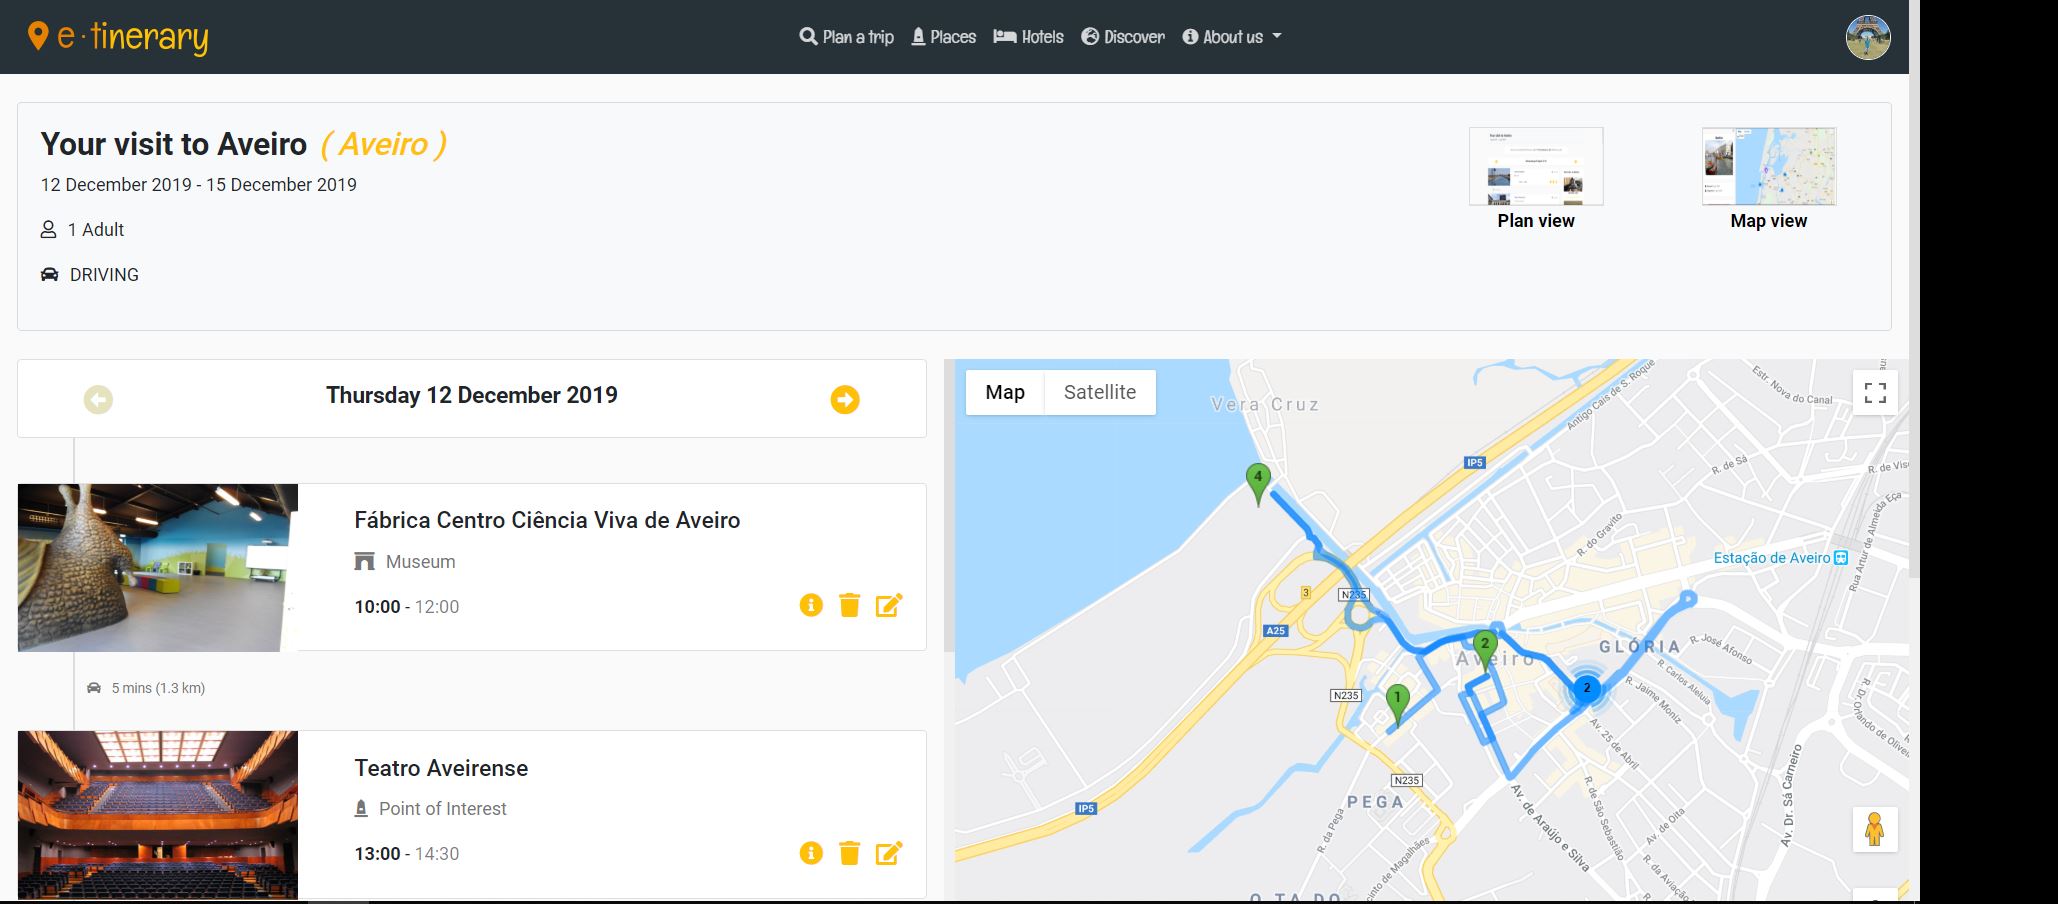 e·tinerary
Plan a trip
Places
Hotels
Discover
About us
Your visit to Aveiro ( Aveiro )
12 December 2019 - 15 December 2019
1 Adult
DRIVING
Plan view
Map view
Thursday 12 December 2019
Fábrica Centro Ciência Viva de Aveiro
Museum
10:00 - 12:00
5 mins (1.3 km)
Teatro Aveirense
Point of Interest
13:00 - 14:30
Map
Satellite
Vera Cruz
Antigo Cais de S. Roque
Estr. Nova do Canal
IP5
R. de Sá
R. de Vis
4
R. do Gravito
Rua Artur de Almeida Eça
Estação de Aveiro
3
N235
A25
2
Aveiro
GLÓRIA
R. José Afonso
R. Carlos Aleluia
2
R. Jaime Moniz
N235
1
Av. 25 de Abril
R. Dr. Orlando de Oliveira
N235
PEGA
IP5
Av. de Araújo e Silva
R. de São Sebastião
Av. de Oita
Av. Dr. Sá Carneiro
R. da Pega
into de Magalhães
R. da Aviação